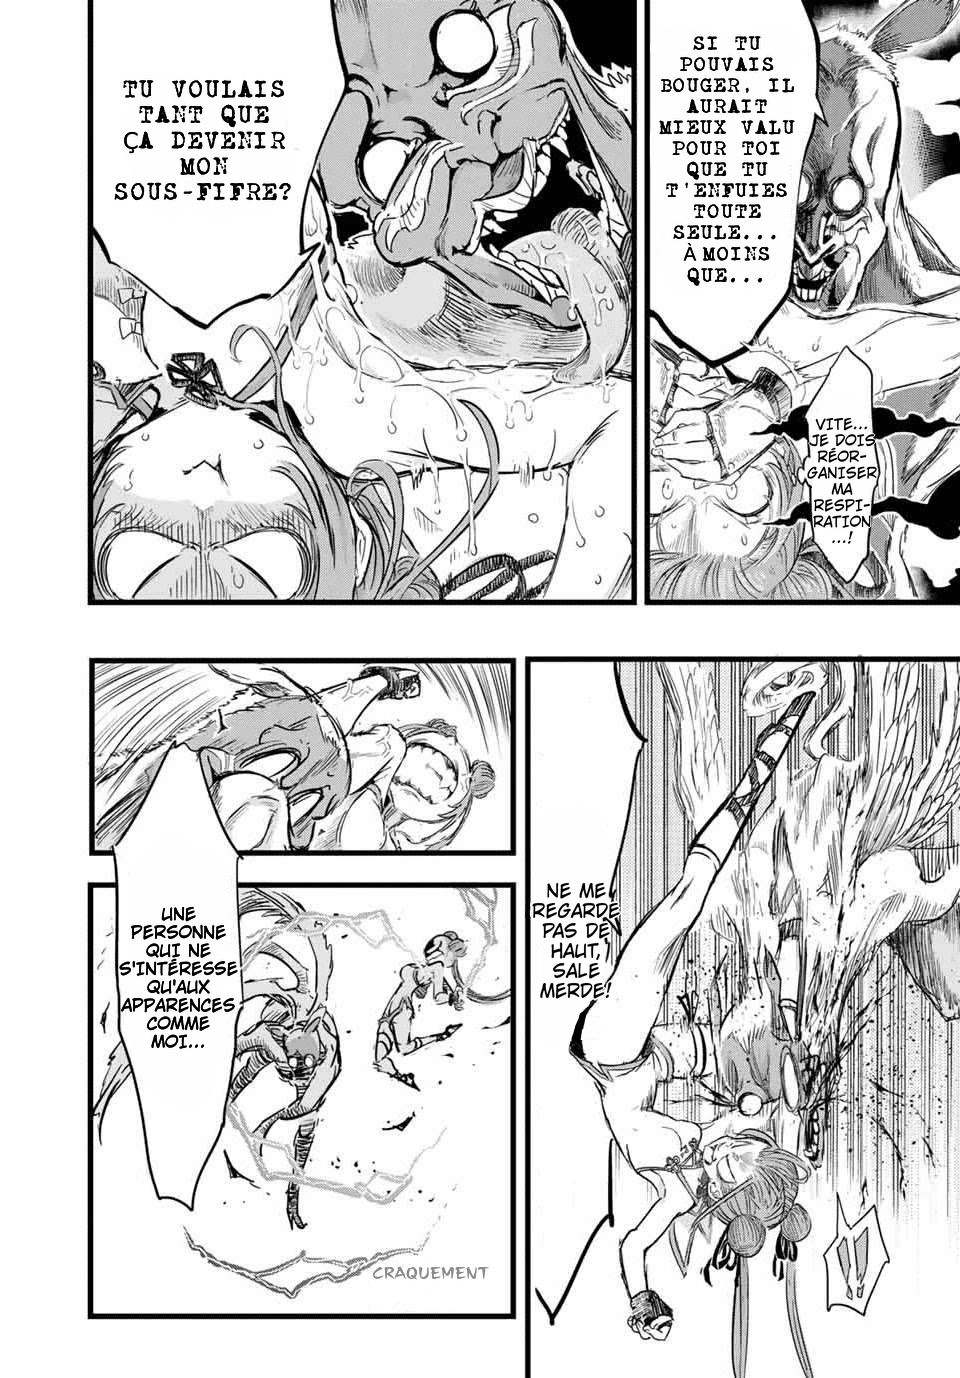 SI TU
POUVAIS
BOUGER, IL
AURAIT
MIEUX VALU
POUR TOI
QUE TU
T'ENFUIES
TOUTE
SEULE...
À MOINS
QUE...
VITE...
JE DOIS
RÉOR-
GANISER
MA
RESPI-
RATION
...!
TU VOULAIS
TANT QUE
ÇA DEVENIR
MON
SOUS-FIFRE?
NE ME
REGARDE
PAS DE
HAUT,
SALE
MERDE!
!!
UNE
PERSONNE
QUI NE
S'INTÉRESSE
QU'AUX
APPARENCES
COMME
MOI...
CRAQUEMENT